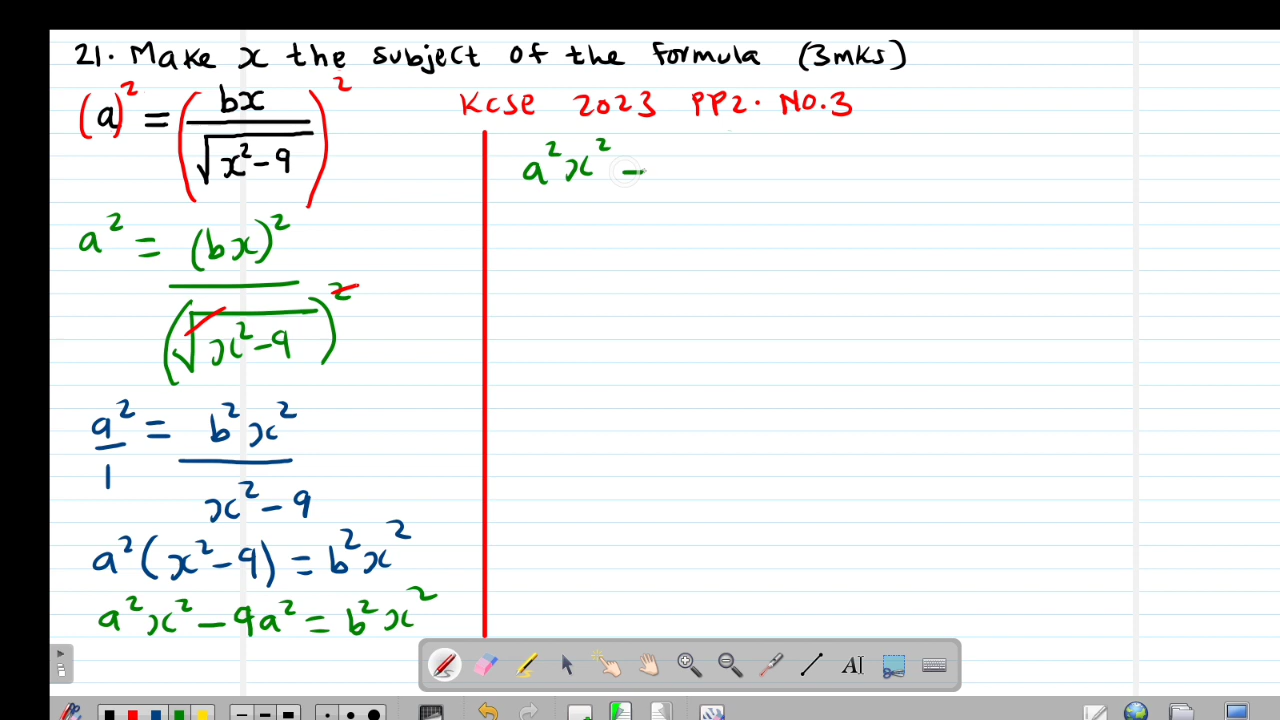 21. Make x the subject of the formula (3mks)
(a)² = (bx / √(x² - 9))²
KCSE 2023 PP2. NO.3
a² = (bx)² / (√(x² - 9))²
a²/1 = b²x² / (x² - 9)
a²(x² - 9) = b²x²
a²x² - 9a² = b²x²
a²x² -
AI